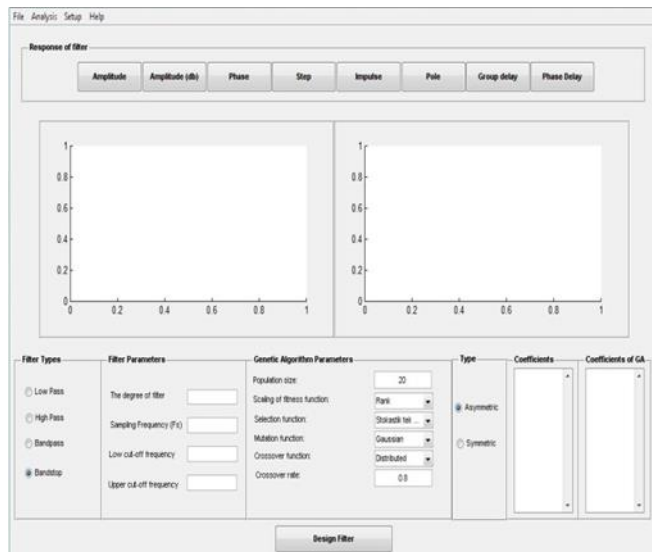 File Analysis Setup Help
Response of filter
Amplitude Amplitude (db) Phase Step Impulse Pole Group delay Phase Delay
1 1
0.8 0.8
0.6 0.6
0.4 0.4
0.2 0.2
0 0
0 0.2 0.4 0.6 0.8 1 0 0.2 0.4 0.6 0.8 1
Filter Types
Low Pass
High Pass
Bandpass
Bandstop
Filter Parameters
The degree of filter
Sampling Frequency (Fs)
Low cut-off frequency
Upper cut-off frequency
Genetic Algorithm Parameters
Population size: 20
Scaling of fitness function: Rank
Selection function: Stokastik tek ...
Mutation function: Gaussian
Crossover function: Distributed
Crossover rate: 0.8
Type
Asymmetric
Symmetric
Coefficients
Coefficients of GA
Design Filter